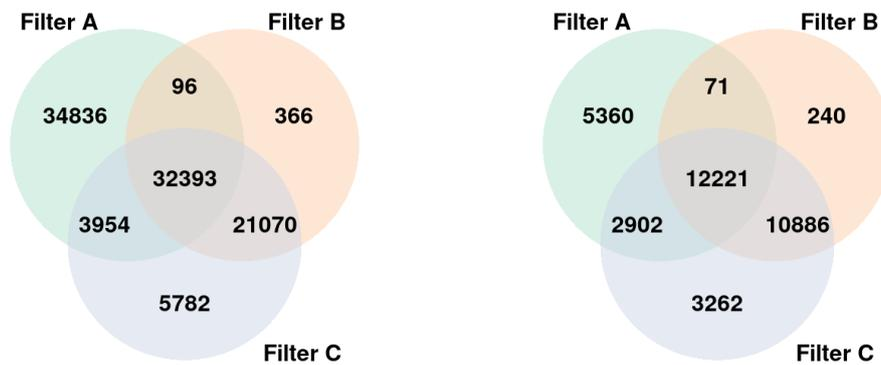 Filter A
Filter B
96
34836
366
32393
3954
21070
5782
Filter C
Filter A
Filter B
71
5360
240
12221
2902
10886
3262
Filter C